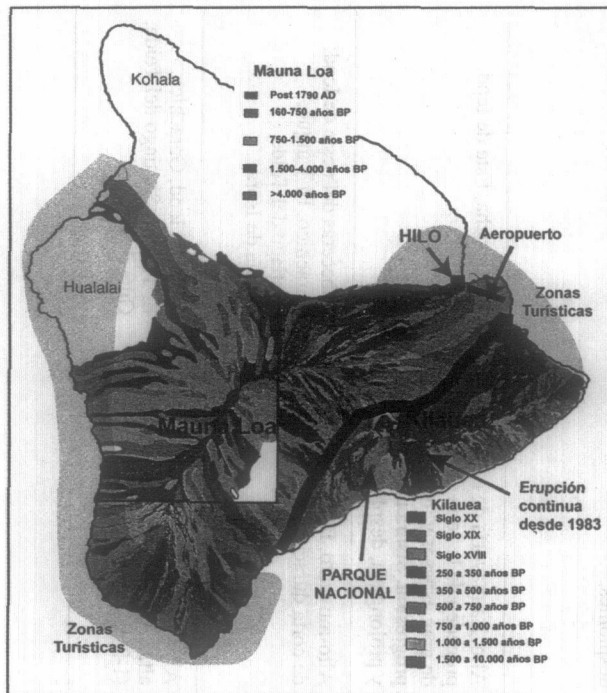 Kohala
Mauna Loa
Post 1790 AD
160-750 años BP
750-1.500 años BP
1.500-4.000 años BP
>4.000 años BP
HILO
Aeropuerto
Hualalai
Zonas
Turísticas
Mauna Loa
Kilauea
Erupción
continua
desde 1983
PARQUE
NACIONAL
Kilauea
Siglo XX
Siglo XIX
Siglo XVIII
250 a 350 años BP
350 a 500 años BP
500 a 750 años BP
750 a 1.000 años BP
1.000 a 1.500 años BP
1.500 a 10.000 años BP
Zonas
Turísticas